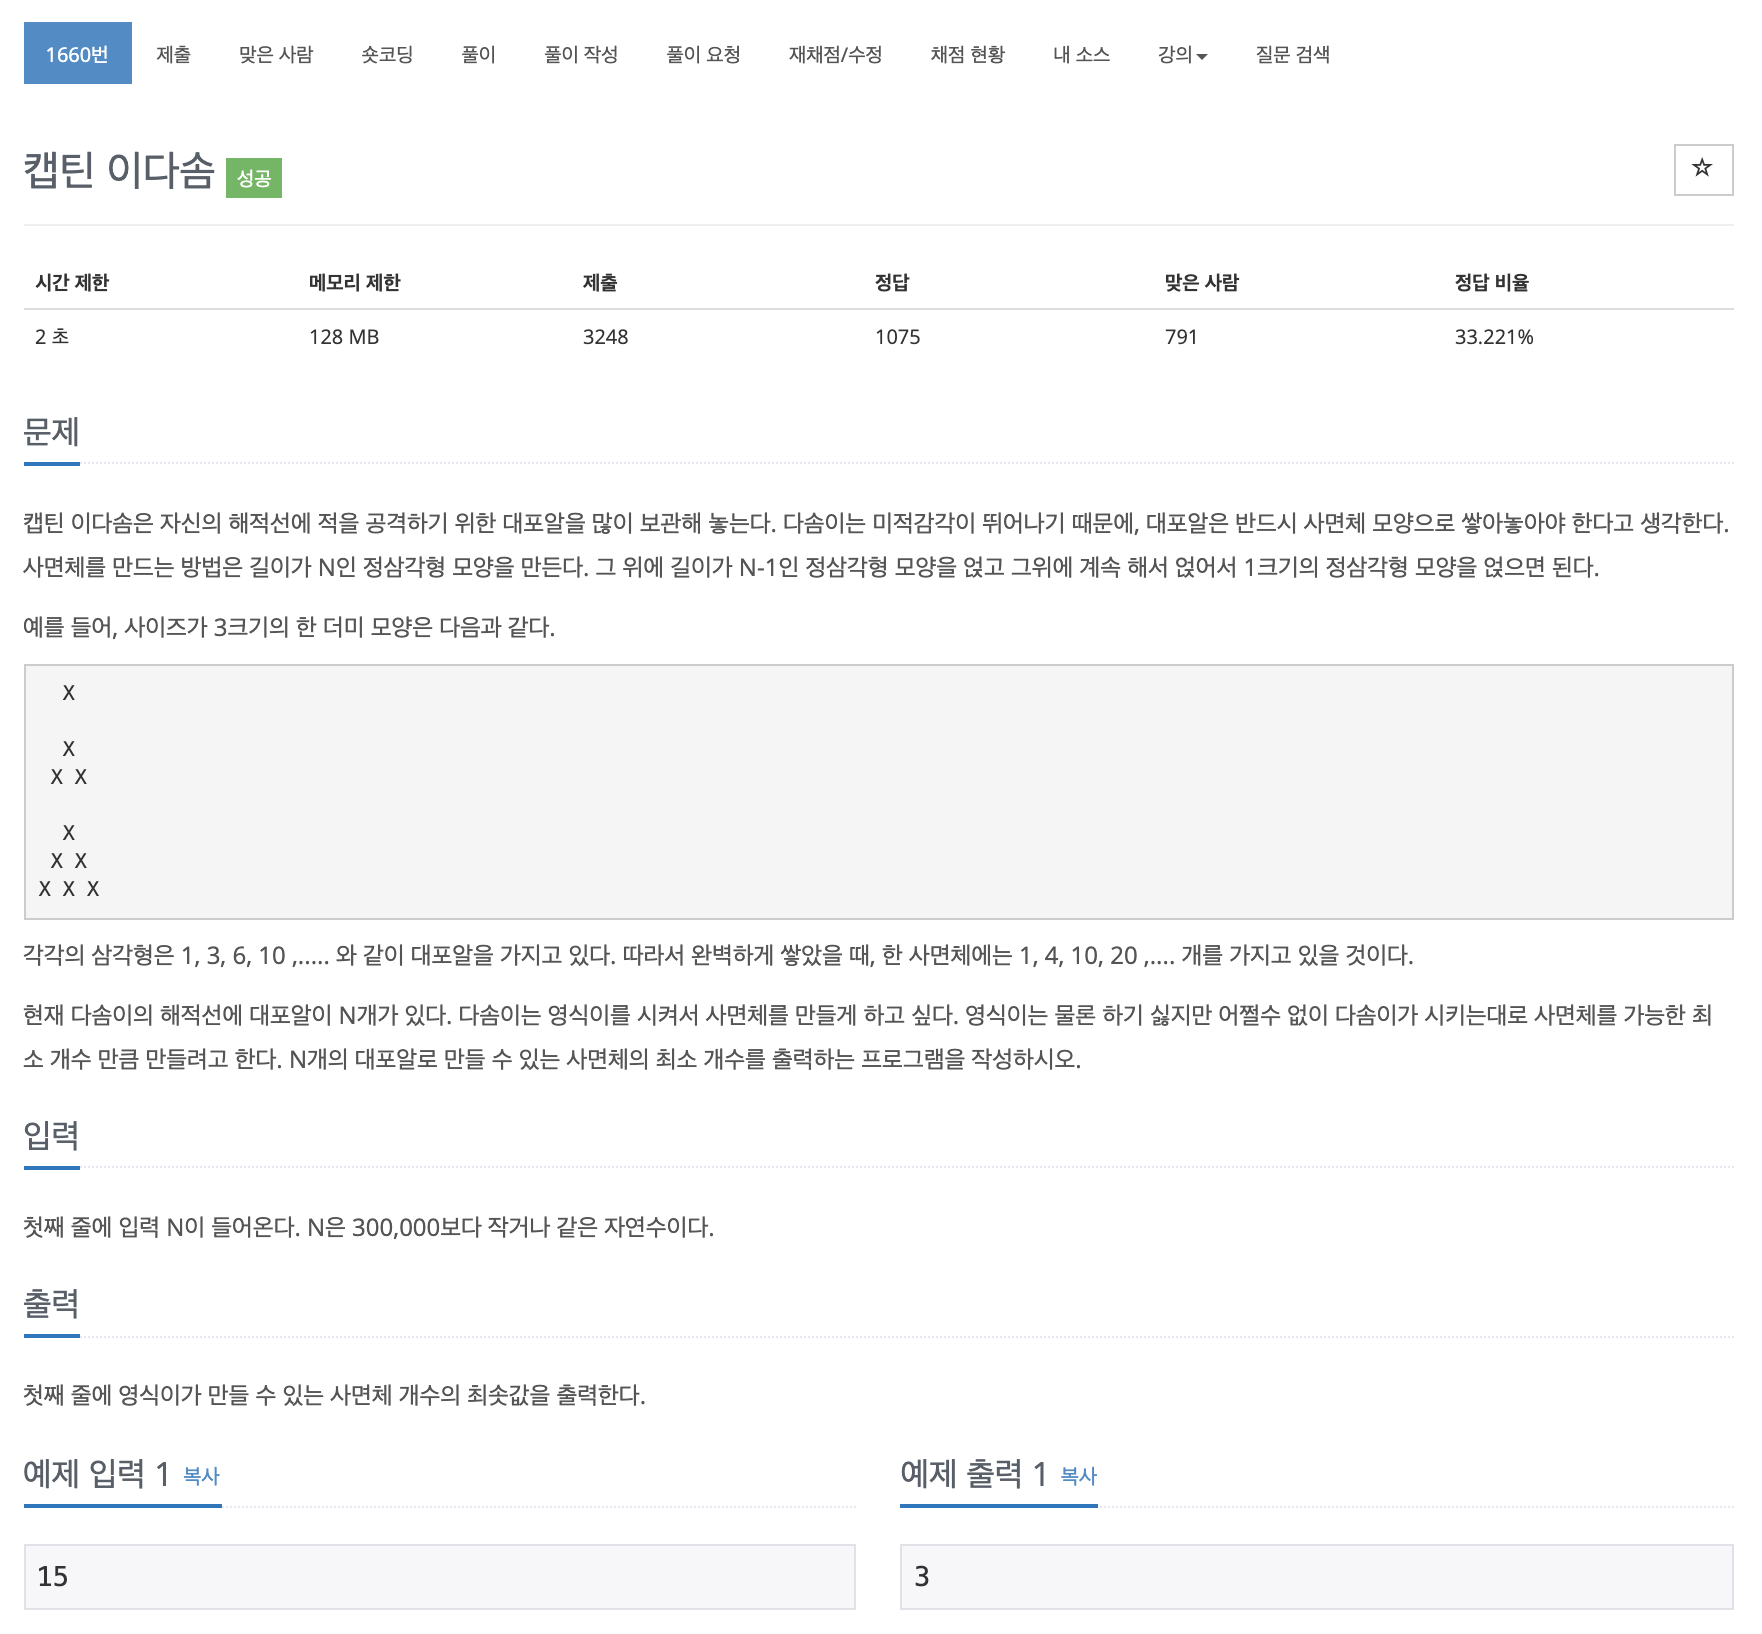 1660번 제출 맞은 사람 숏코딩 풀이 풀이 작성 풀이 요청 재채점/수정 채점 현황 내 소스 강의 질문 검색
캡틴 이다솜 성공
시간 제한 메모리 제한 제출 정답 맞은 사람 정답 비율
2 초 128 MB 3248 1075 791 33.221%
문제
캡틴 이다솜은 자신의 해적선에 적을 공격하기 위한 대포알을 많이 보관해 놓는다. 다솜이는 미적감각이 뛰어나기 때문에, 대포알은 반드시 사면체 모양으로 쌓아놓아야 한다고 생각한다.
사면체를 만드는 방법은 길이가 N인 정삼각형 모양을 만든다. 그 위에 길이가 N-1인 정삼각형 모양을 얹고 그위에 계속 해서 얹어서 1크기의 정삼각형 모양을 얹으면 된다.
예를 들어, 사이즈가 3크기의 한 더미 모양은 다음과 같다.
X
X
X X
X
X X
X X X
각각의 삼각형은 1, 3, 6, 10 ,..... 와 같이 대포알을 가지고 있다. 따라서 완벽하게 쌓았을 때, 한 사면체에는 1, 4, 10, 20 ,.... 개를 가지고 있을 것이다.
현재 다솜이의 해적선에 대포알이 N개가 있다. 다솜이는 영식이를 시켜서 사면체를 만들게 하고 싶다. 영식이는 물론 하기 싫지만 어쩔수 없이 다솜이가 시키는대로 사면체를 가능한 최
소 개수 만큼 만들려고 한다. N개의 대포알로 만들 수 있는 사면체의 최소 개수를 출력하는 프로그램을 작성하시오.
입력
첫째 줄에 입력 N이 들어온다. N은 300,000보다 작거나 같은 자연수이다.
출력
첫째 줄에 영식이가 만들 수 있는 사면체 개수의 최솟값을 출력한다.
예제 입력 1 복사 예제 출력 1 복사
15 3